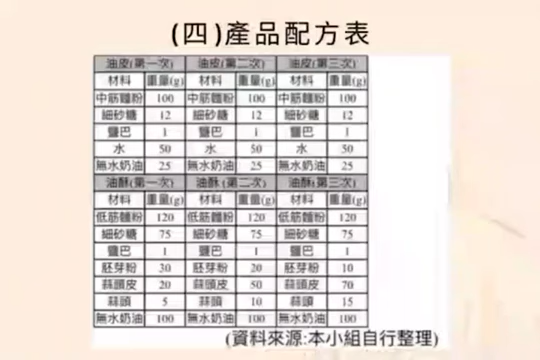 (四)產品配方表
油皮(第一次) 油皮(第二次) 油皮(第三次)
材料 重量(g) 材料 重量(g) 材料 重量(g)
中筋麵粉 100 中筋麵粉 100 中筋麵粉 100
細砂糖 12 細砂糖 12 細砂糖 12
鹽巴 1 鹽巴 1 鹽巴 1
水 50 水 50 水 50
無水奶油 25 無水奶油 25 無水奶油 25
油酥(第一次) 油酥(第二次) 油酥(第三次)
材料 重量(g) 材料 重量(g) 材料 重量(g)
低筋麵粉 120 低筋麵粉 120 低筋麵粉 120
細砂糖 75 細砂糖 75 細砂糖 75
鹽巴 1 鹽巴 1 鹽巴 1
胚芽粉 30 胚芽粉 20 胚芽粉 10
蒜頭皮 20 蒜頭皮 50 蒜頭皮 70
蒜頭 5 蒜頭 10 蒜頭 15
無水奶油 100 無水奶油 100 無水奶油 100
(資料來源:本小組自行整理)